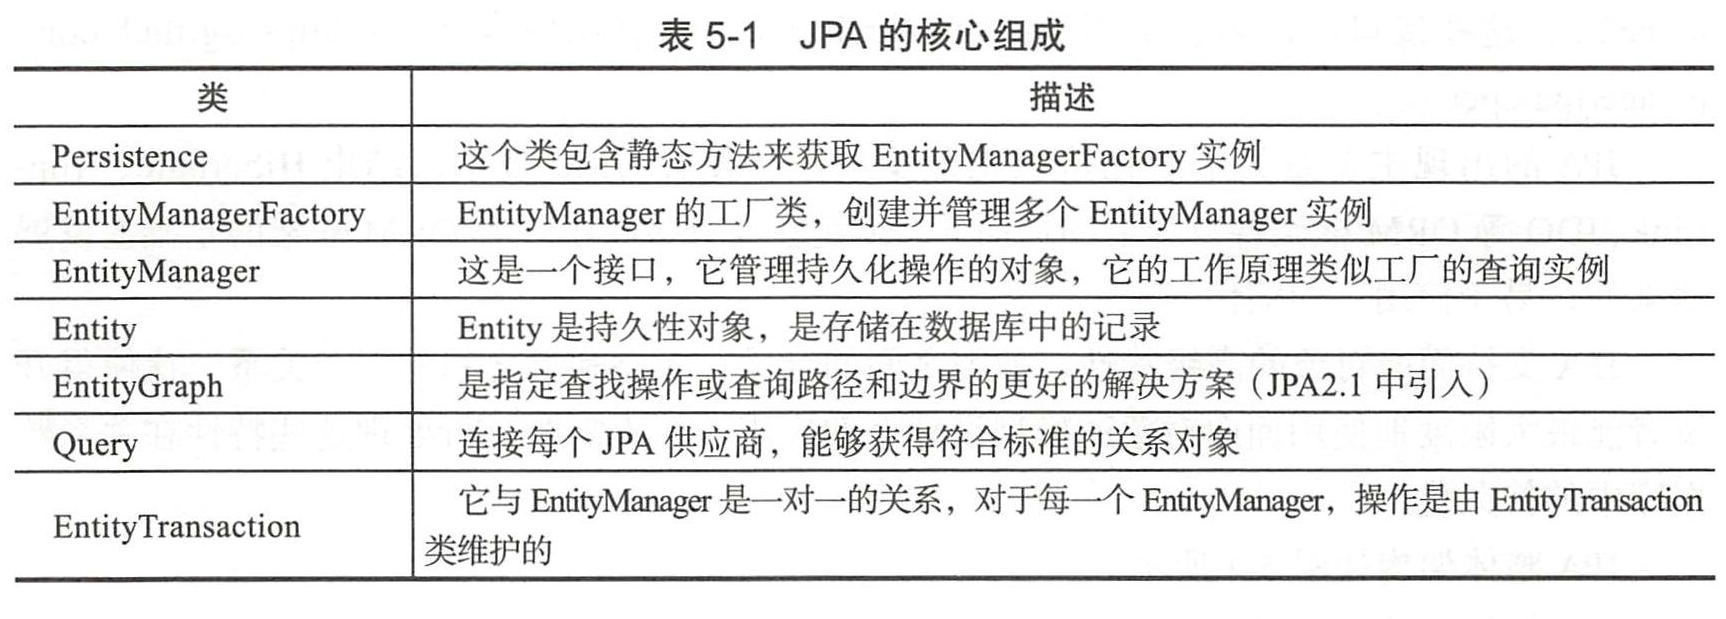 表 5-1 JPA 的核心组成
类 描述
Persistence 这个类包含静态方法来获取 EntityManagerFactory 实例
EntityManagerFactory EntityManager 的工厂类，创建并管理多个 EntityManager 实例
EntityManager 这是一个接口，它管理持久化操作的对象，它的工作原理类似工厂的查询实例
Entity Entity 是持久性对象，是存储在数据库中的记录
EntityGraph 是指定查找操作或查询路径和边界的更好的解决方案（JPA2.1 中引入）
Query 连接每个 JPA 供应商，能够获得符合标准的关系对象
EntityTransaction 它与 EntityManager 是一对一的关系，对于每一个 EntityManager，操作是由 EntityTransaction
类维护的